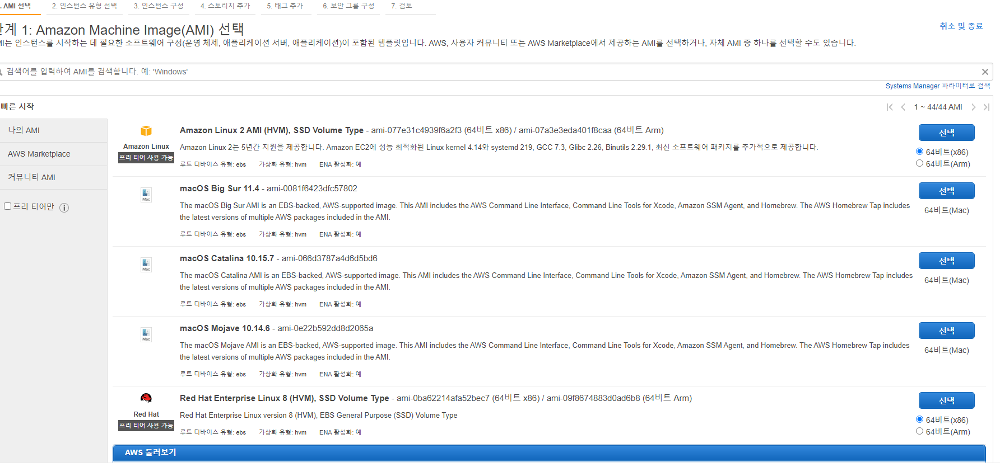 . AMI 선택 2. 인스턴스 유형 선택 3. 인스턴스 구성 4. 스토리지 추가 5. 태그 추가 6. 보안 그룹 구성 7. 검토
계 1: Amazon Machine Image(AMI) 선택
취소 및 종료
는 인스턴스를 시작하는 데 필요한 소프트웨어 구성(운영 체제, 애플리케이션 서버, 애플리케이션)이 포함된 템플릿입니다. AWS, 사용자 커뮤니티 또는 AWS Marketplace에서 제공하는 AMI를 선택하거나, 자체 AMI 중 하나를 선택할 수도 있습니다.
검색어를 입력하여 AMI를 검색합니다. 예: 'Windows'
Systems Manager 파라미터로 검색
빠른 시작
1 ~ 44/44 AMI
나의 AMI
AWS Marketplace
커뮤니티 AMI
프리 티어만
Amazon Linux
프리 티어 사용 가능
Amazon Linux 2 AMI (HVM), SSD Volume Type - ami-077e31c4939f6a2f3 (64비트 x86) / ami-07a3e3eda401f8caa (64비트 Arm)
Amazon Linux 2는 5년간 지원을 제공합니다. Amazon EC2에 성능 최적화된 Linux kernel 4.14와 systemd 219, GCC 7.3, Glibc 2.26, Binutils 2.29.1, 최신 소프트웨어 패키지를 추가적으로 제공합니다.
루트 디바이스 유형: ebs 가상화 유형: hvm ENA 활성화: 예
선택
64비트(x86)
64비트(Arm)
Mac
macOS Big Sur 11.4 - ami-0081f6423dfc57802
The macOS Big Sur AMI is an EBS-backed, AWS-supported image. This AMI includes the AWS Command Line Interface, Command Line Tools for Xcode, Amazon SSM Agent, and Homebrew. The AWS Homebrew Tap includes
the latest versions of multiple AWS packages included in the AMI.
루트 디바이스 유형: ebs 가상화 유형: hvm ENA 활성화: 예
선택
64비트(Mac)
Mac
macOS Catalina 10.15.7 - ami-066d3787a4d6d5bd6
The macOS Catalina AMI is an EBS-backed, AWS-supported image. This AMI includes the AWS Command Line Interface, Command Line Tools for Xcode, Amazon SSM Agent, and Homebrew. The AWS Homebrew Tap includes
the latest versions of multiple AWS packages included in the AMI.
루트 디바이스 유형: ebs 가상화 유형: hvm ENA 활성화: 예
선택
64비트(Mac)
Mac
macOS Mojave 10.14.6 - ami-0e22b592dd8d2065a
The macOS Mojave AMI is an EBS-backed, AWS-supported image. This AMI includes the AWS Command Line Interface, Command Line Tools for Xcode, Amazon SSM Agent, and Homebrew. The AWS Homebrew Tap includes
the latest versions of multiple AWS packages included in the AMI.
루트 디바이스 유형: ebs 가상화 유형: hvm ENA 활성화: 예
선택
64비트(Mac)
Red Hat
프리 티어 사용 가능
Red Hat Enterprise Linux 8 (HVM), SSD Volume Type - ami-0ba62214afa52bec7 (64비트 x86) / ami-09f8674883d0ad6b8 (64비트 Arm)
Red Hat Enterprise Linux version 8 (HVM), EBS General Purpose (SSD) Volume Type
루트 디바이스 유형: ebs 가상화 유형: hvm ENA 활성화: 예
선택
64비트(x86)
64비트(Arm)
AWS 둘러보기